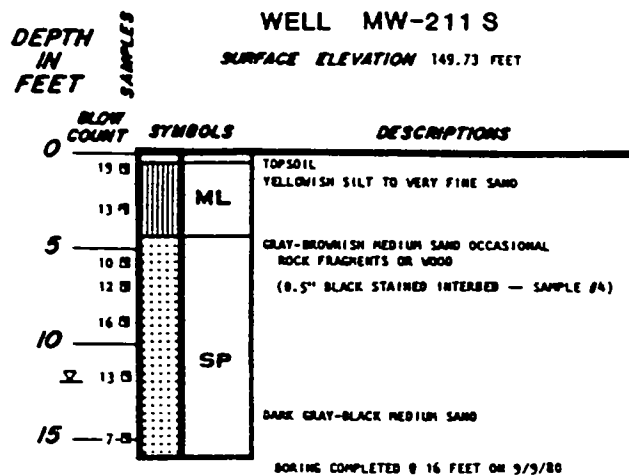 WELL MW-211 S
SURFACE ELEVATION 149.73 FEET
DEPTH
IN
FEET
SAMPLES
BLOW
COUNT
SYMBOLS
DESCRIPTIONS
0
19
TOPSOIL
YELLOWISH SILT TO VERY FINE SAND
ML
13
5
GRAY-BROWNISH MEDIUM SAND OCCASIONAL
ROCK FRAGMENTS OR WOOD
10
12
(0.5" BLACK STAINED INTERBED — SAMPLE #4)
16
10
SP
13
DARK GRAY-BLACK MEDIUM SAND
15
7
BORING COMPLETED @ 16 FEET ON 9/9/80